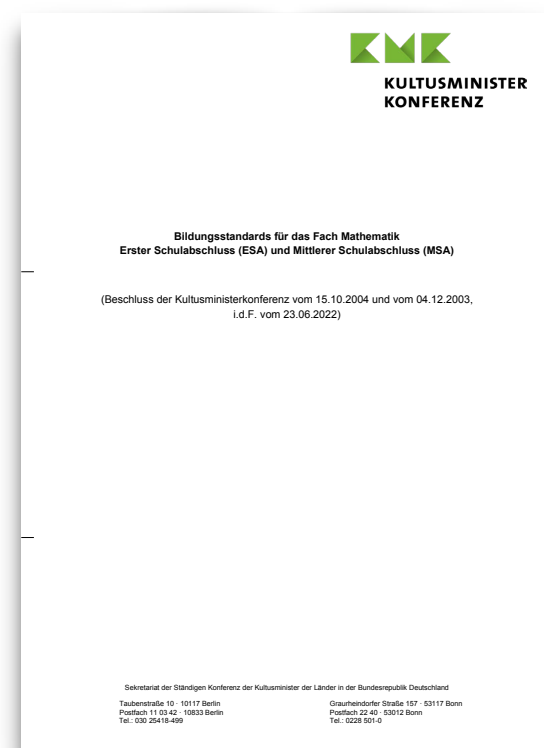 KMK
KULTUSMINISTER
KONFERENZ
Bildungsstandards für das Fach Mathematik
Erster Schulabschluss (ESA) und Mittlerer Schulabschluss (MSA)
(Beschluss der Kultusministerkonferenz vom 15.10.2004 und vom 04.12.2003,
i.d.F. vom 23.06.2022)
Sekretariat der Ständigen Konferenz der Kultusminister der Länder in der Bundesrepublik Deutschland
Taubenstraße 10 · 10117 Berlin
Postfach 11 03 42 · 10833 Berlin
Tel.: 030 25418-499
Graurheindorfer Straße 157 · 53117 Bonn
Postfach 22 40 · 53012 Bonn
Tel.: 0228 501-0